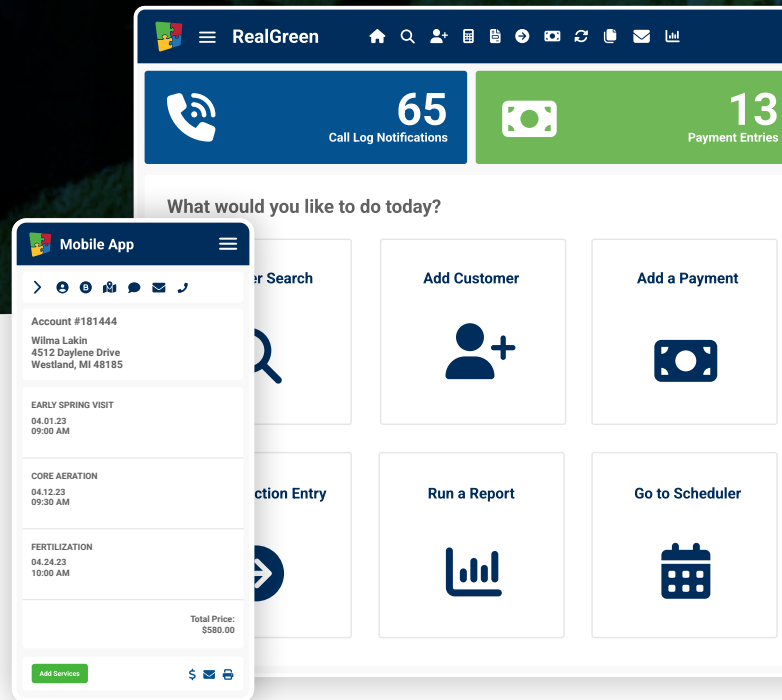 RealGreen
65
Call Log Notifications
13
Payment Entries
What would you like to do today?
Search
Add Customer
Add a Payment
Entry
Run a Report
Go to Scheduler
Mobile App
Account #181444
Wilma Lakin
4512 Daylene Drive
Westland, MI 48185
EARLY SPRING VISIT
04.01.23
09:00 AM
CORE AERATION
04.12.23
09:30 AM
FERTILIZATION
04.24.23
10:00 AM
Total Price:
$580.00
Add Services